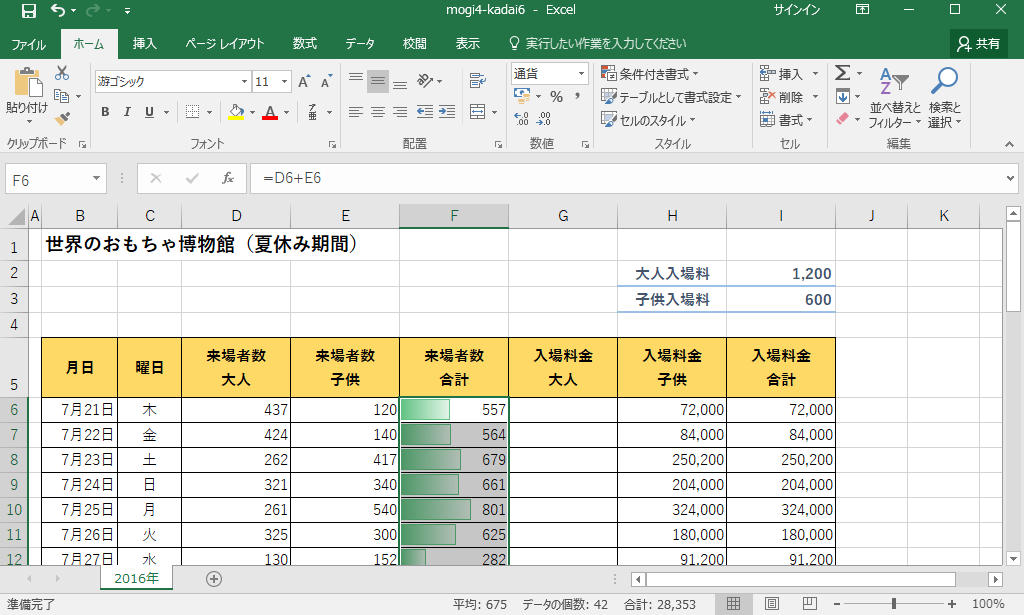 mogi4-kadai6 - Excel サインイン
ファイル ホーム 挿入 ページ レイアウト 数式 データ 校閲 表示 実行したい作業を入力してください 共有
貼り付け 游ゴシック 11 A A 通貨 条件付き書式 挿入 Σ
% , テーブルとして書式設定 削除 並べ替えと フィルター 検索と 選択
B I U A セルのスタイル 書式
クリップボード フォント 配置 数値 スタイル セル 編集
F6 fx =D6+E6
A B C D E F G H I J K
1 世界のおもちゃ博物館（夏休み期間）
2 大人入場料 1,200
3 子供入場料 600
4
5 月日 曜日 来場者数 大人 来場者数 子供 来場者数 合計 入場料金 大人 入場料金 子供 入場料金 合計
6 7月21日 木 437 120 557 72,000 72,000
7 7月22日 金 424 140 564 84,000 84,000
8 7月23日 土 262 417 679 250,200 250,200
9 7月24日 日 321 340 661 204,000 204,000
10 7月25日 月 261 540 801 324,000 324,000
11 7月26日 火 325 300 625 180,000 180,000
12 7月27日 水 130 152 282 91,200 91,200
2016年
準備完了 平均: 675 データの個数: 42 合計: 28,353 100%